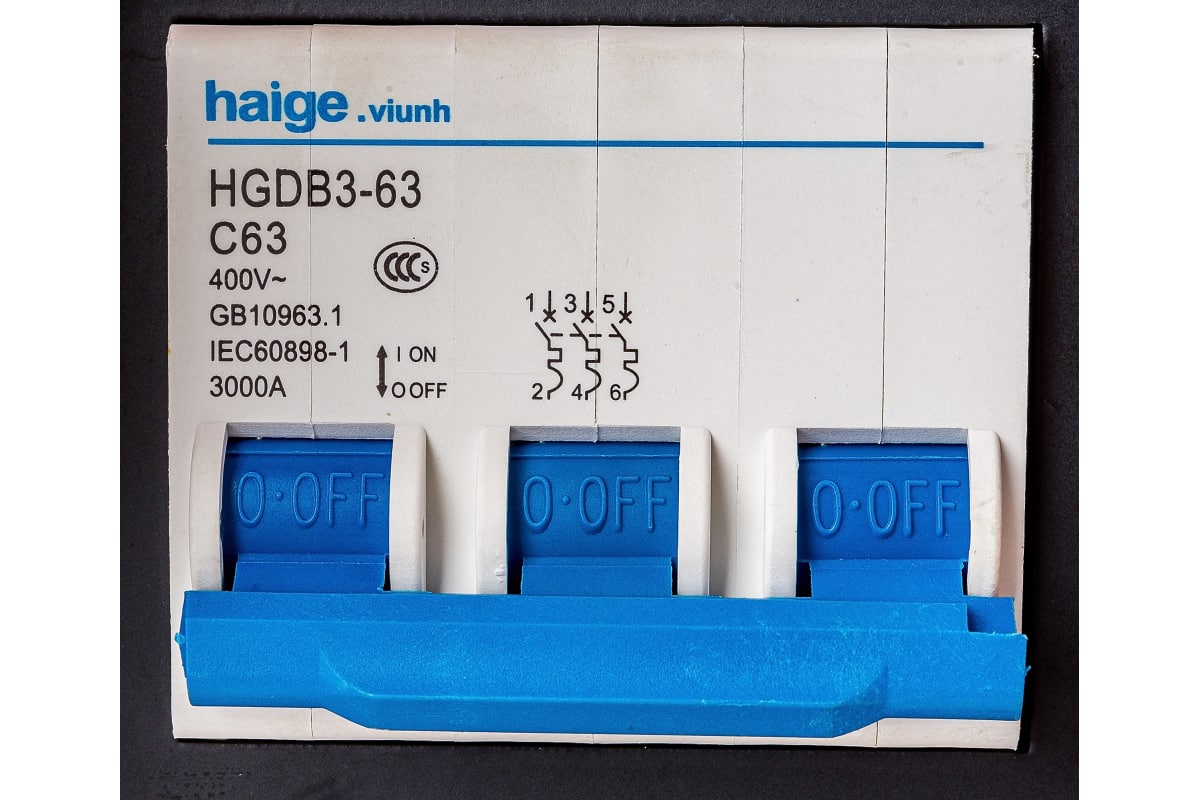 haige.viunh
HGDB3-63
C63
400V~
CCC S
GB10963.1
IEC60898-1
I ON
3000A
O OFF
1 3 5
2 4 6
O·OFF
O·OFF
O·OFF